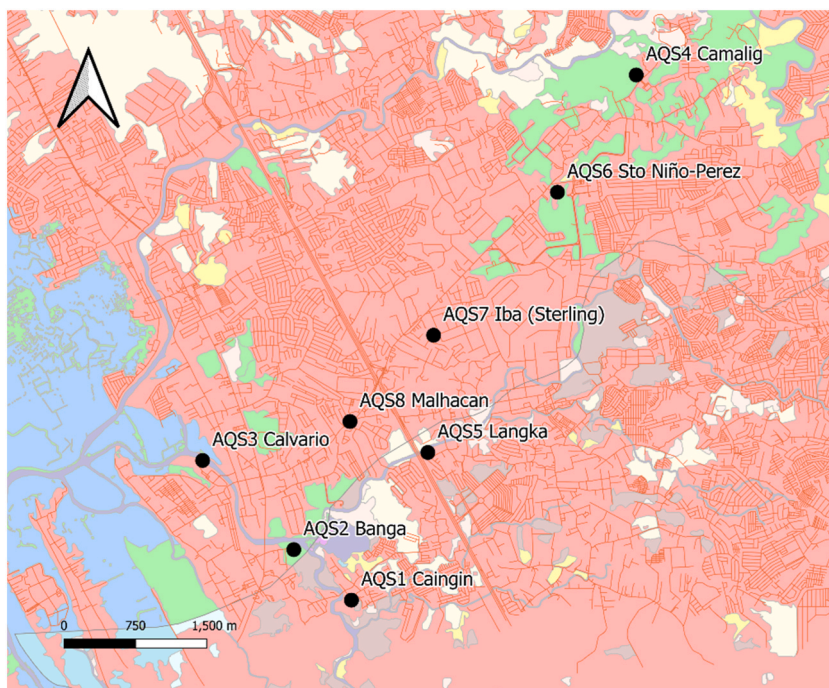 AQS4 Camalig
AQS6 Sto Niño-Perez
AQS7 Iba (Sterling)
AQS8 Malhacan
AQS5 Langka
AQS3 Calvario
AQS2 Banga
AQS1 Caingin
0 750 1,500 m